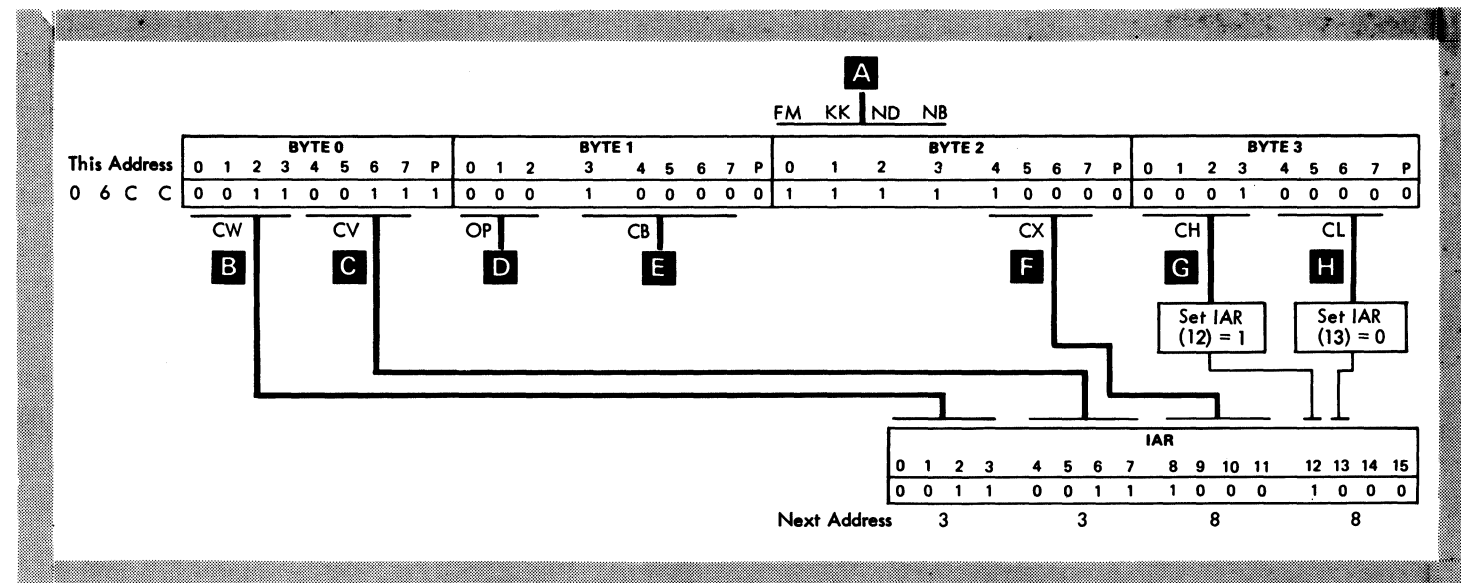 A
FM KK ND NB
BYTE 0 BYTE 1 BYTE 2 BYTE 3
This Address 0 1 2 3 4 5 6 7 P 0 1 2 3 4 5 6 7 P 0 1 2 3 4 5 6 7 P 0 1 2 3 4 5 6 7 P
0 6 C C 0 0 1 1 0 0 1 1 1 0 0 0 1 0 0 0 0 0 1 1 1 1 1 0 0 0 0 0 0 0 1 0 0 0 0 0
CW CV OP CB CX CH CL
B C D E F G H
Set IAR Set IAR
(12) = 1 (13) = 0
IAR
0 1 2 3 4 5 6 7 8 9 10 11 12 13 14 15
0 0 1 1 0 0 1 1 1 0 0 0 1 0 0 0
Next Address 3 3 8 8